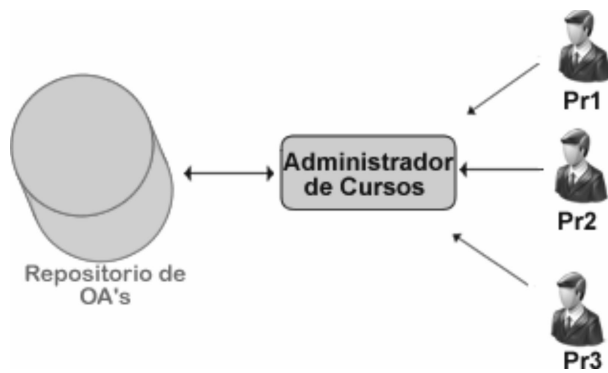 Pr1
Administrador
de Cursos
Pr2
Repositorio de
OA's
Pr3